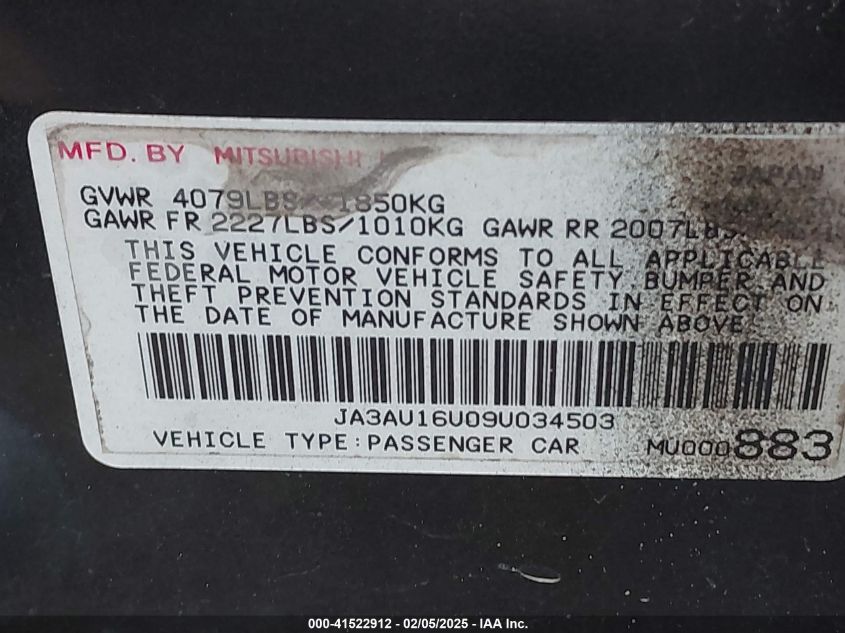 MFD. BY MITSUBISHI
JAPAN
GVWR 4079LBS/ 1850KG
GAWR FR 2227LBS/1010KG GAWR RR 2007LBS
THIS VEHICLE CONFORMS TO ALL APPLICABLE
FEDERAL MOTOR VEHICLE SAFETY, BUMPER AND
THEFT PREVENTION STANDARDS IN EFFECT ON
THE DATE OF MANUFACTURE SHOWN ABOVE
JA3AU16U09U034503
VEHICLE TYPE:PASSENGER CAR MU000883
000-41522912 - 02/05/2025 - IAA Inc.